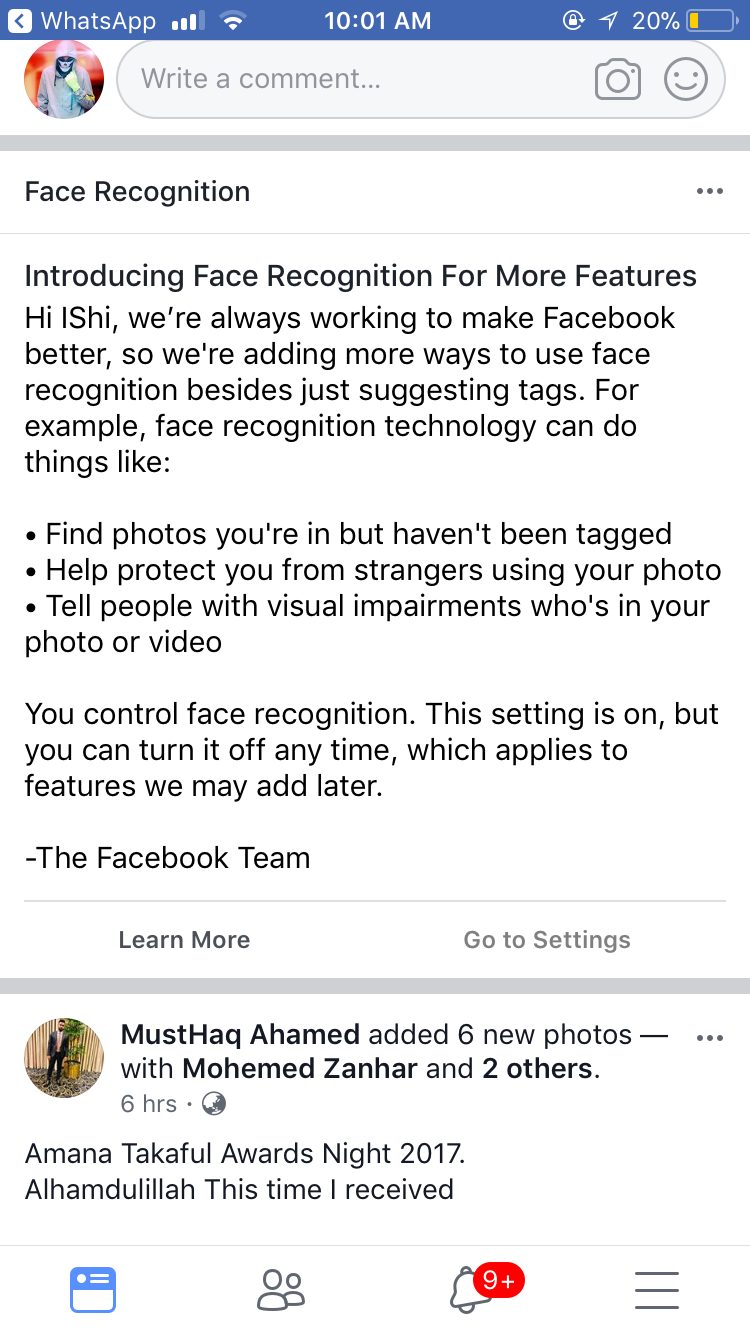 WhatsApp 10:01 AM 20%
Write a comment...
Face Recognition
Introducing Face Recognition For More Features
Hi IShi, we’re always working to make Facebook
better, so we're adding more ways to use face
recognition besides just suggesting tags. For
example, face recognition technology can do
things like:
• Find photos you're in but haven't been tagged
• Help protect you from strangers using your photo
• Tell people with visual impairments who's in your
photo or video
You control face recognition. This setting is on, but
you can turn it off any time, which applies to
features we may add later.
-The Facebook Team
Learn More Go to Settings
MustHaq Ahamed added 6 new photos —
with Mohemed Zanhar and 2 others.
6 hrs ·
Amana Takaful Awards Night 2017.
Alhamdulillah This time I received
9+